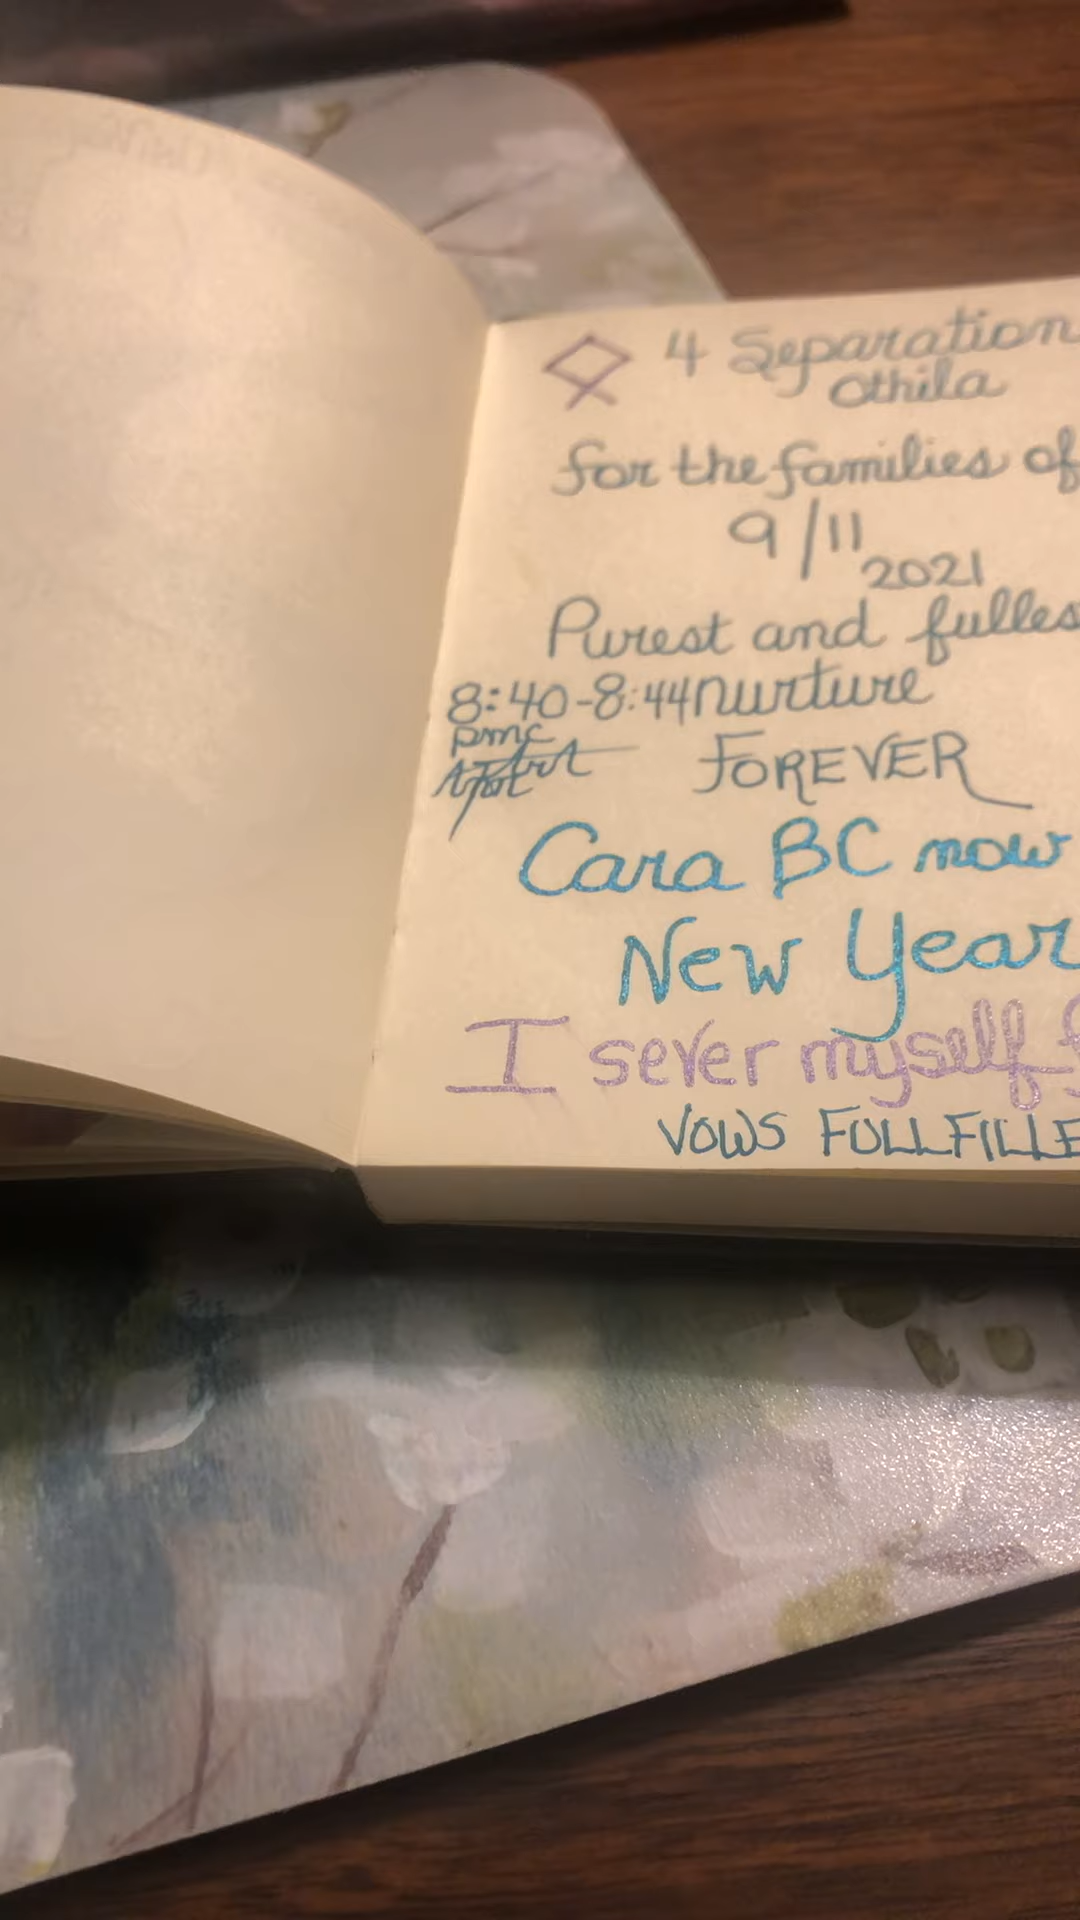 4 Separation
Othila
for the families of
9/11
2021
Purest and fulles
8:40-8:44 nurture
pmc
FOREVER
Cara BC now
New Year
I sever myself f
VOWS FULLFILLE